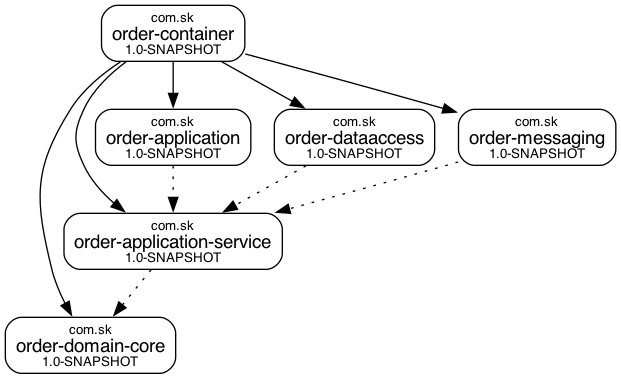 com.sk
order-container
1.0-SNAPSHOT
com.sk
order-application
1.0-SNAPSHOT
com.sk
order-dataaccess
1.0-SNAPSHOT
com.sk
order-messaging
1.0-SNAPSHOT
com.sk
order-application-service
1.0-SNAPSHOT
com.sk
order-domain-core
1.0-SNAPSHOT